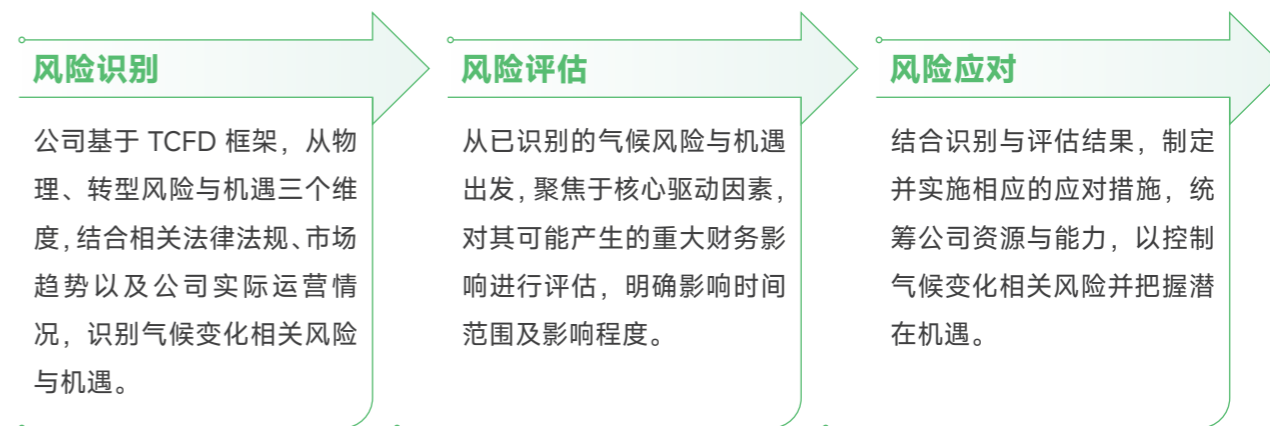 风险识别
公司基于 TCFD 框架，从物
理、转型风险与机遇三个维
度，结合相关法律法规、市场
趋势以及公司实际运营情
况，识别气候变化相关风险
与机遇。
风险评估
从已识别的气候风险与机遇
出发，聚焦于核心驱动因素，
对其可能产生的重大财务影
响进行评估，明确影响时间
范围及影响程度。
风险应对
结合识别与评估结果，制定
并实施相应的应对措施，统
筹公司资源与能力，以控制
气候变化相关风险并把握潜
在机遇。